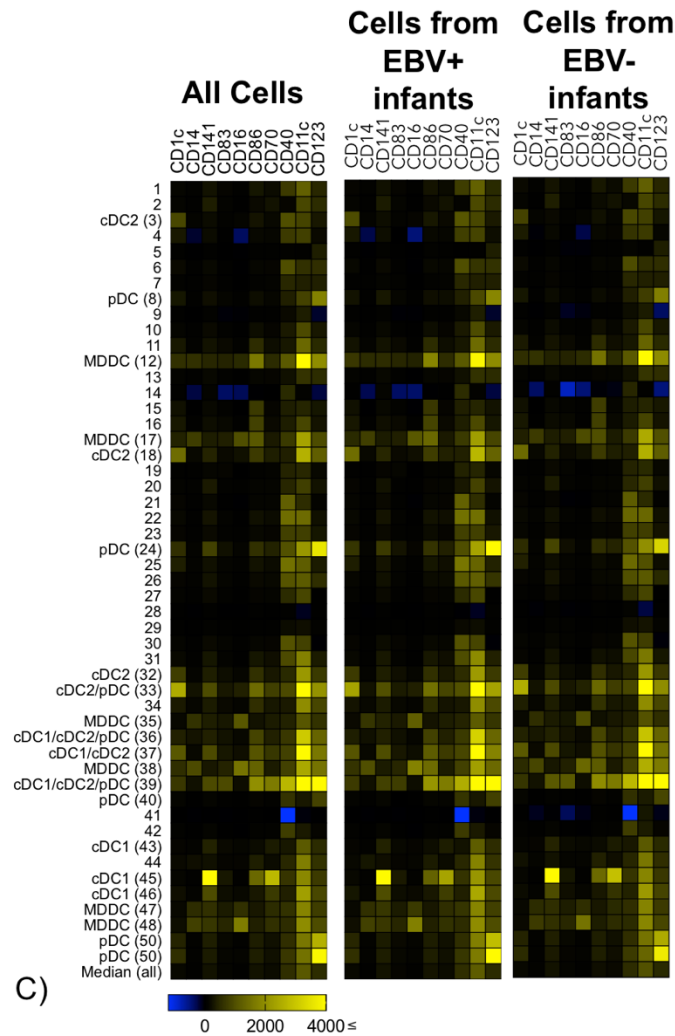 All Cells
Cells from
EBV+
infants
Cells from
EBV-
infants
CD1c CD14 CD141 CD83 CD16 CD86 CD70 CD40 CD11c CD123
CD1c CD14 CD141 CD83 CD16 CD86 CD70 CD40 CD11c CD123
CD1c CD14 CD141 CD83 CD16 CD86 CD70 CD40 CD11c CD123
1
2
cDC2 (3)
4
5
6
7
pDC (8)
9
10
11
MDDC (12)
13
14
15
16
MDDC (17)
cDC2 (18)
19
20
21
22
23
pDC (24)
25
26
27
28
29
30
31
cDC2 (32)
cDC2/pDC (33)
34
MDDC (35)
cDC1/cDC2/pDC (36)
cDC1/cDC2 (37)
MDDC (38)
cDC1/cDC2/pDC (39)
pDC (40)
41
42
cDC1 (43)
44
cDC1 (45)
cDC1 (46)
MDDC (47)
MDDC (48)
pDC (50)
pDC (50)
Median (all)
C)
0 2000 4000 ≤